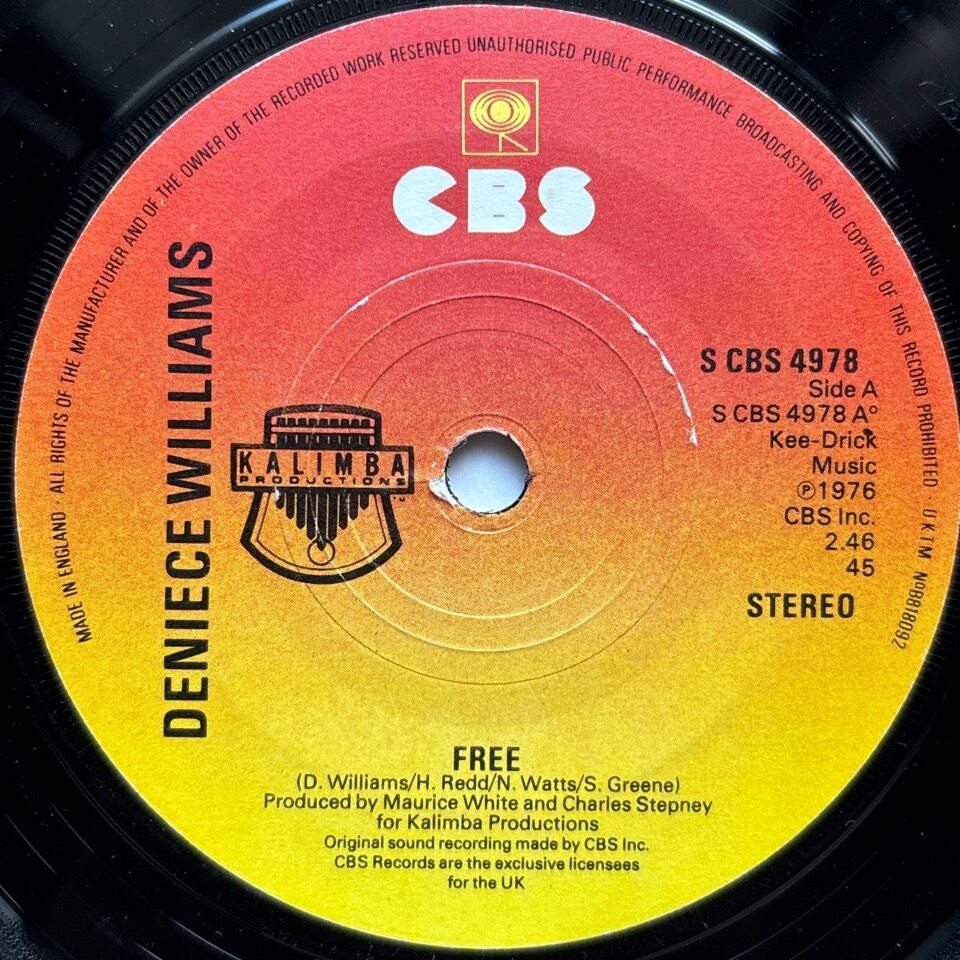 MADE IN ENGLAND · ALL RIGHTS OF THE MANUFACTURER AND OF THE OWNER OF THE RECORDED WORK RESERVED UNAUTHORISED PUBLIC PERFORMANCE BROADCASTING AND COPYING OF THIS RECORD PROHIBITED · U K I M No8818092
CBS
DENIECE WILLIAMS
KALIMBA
PRODUCTIONS
TM
S CBS 4978
Side A
S CBS 4978 A°
Kee-Drick
Music
℗1976
CBS Inc.
2.46
45
STEREO
FREE
(D. Williams/H. Redd/N. Watts/S. Greene)
Produced by Maurice White and Charles Stepney
for Kalimba Productions
Original sound recording made by CBS Inc.
CBS Records are the exclusive licensees
for the UK